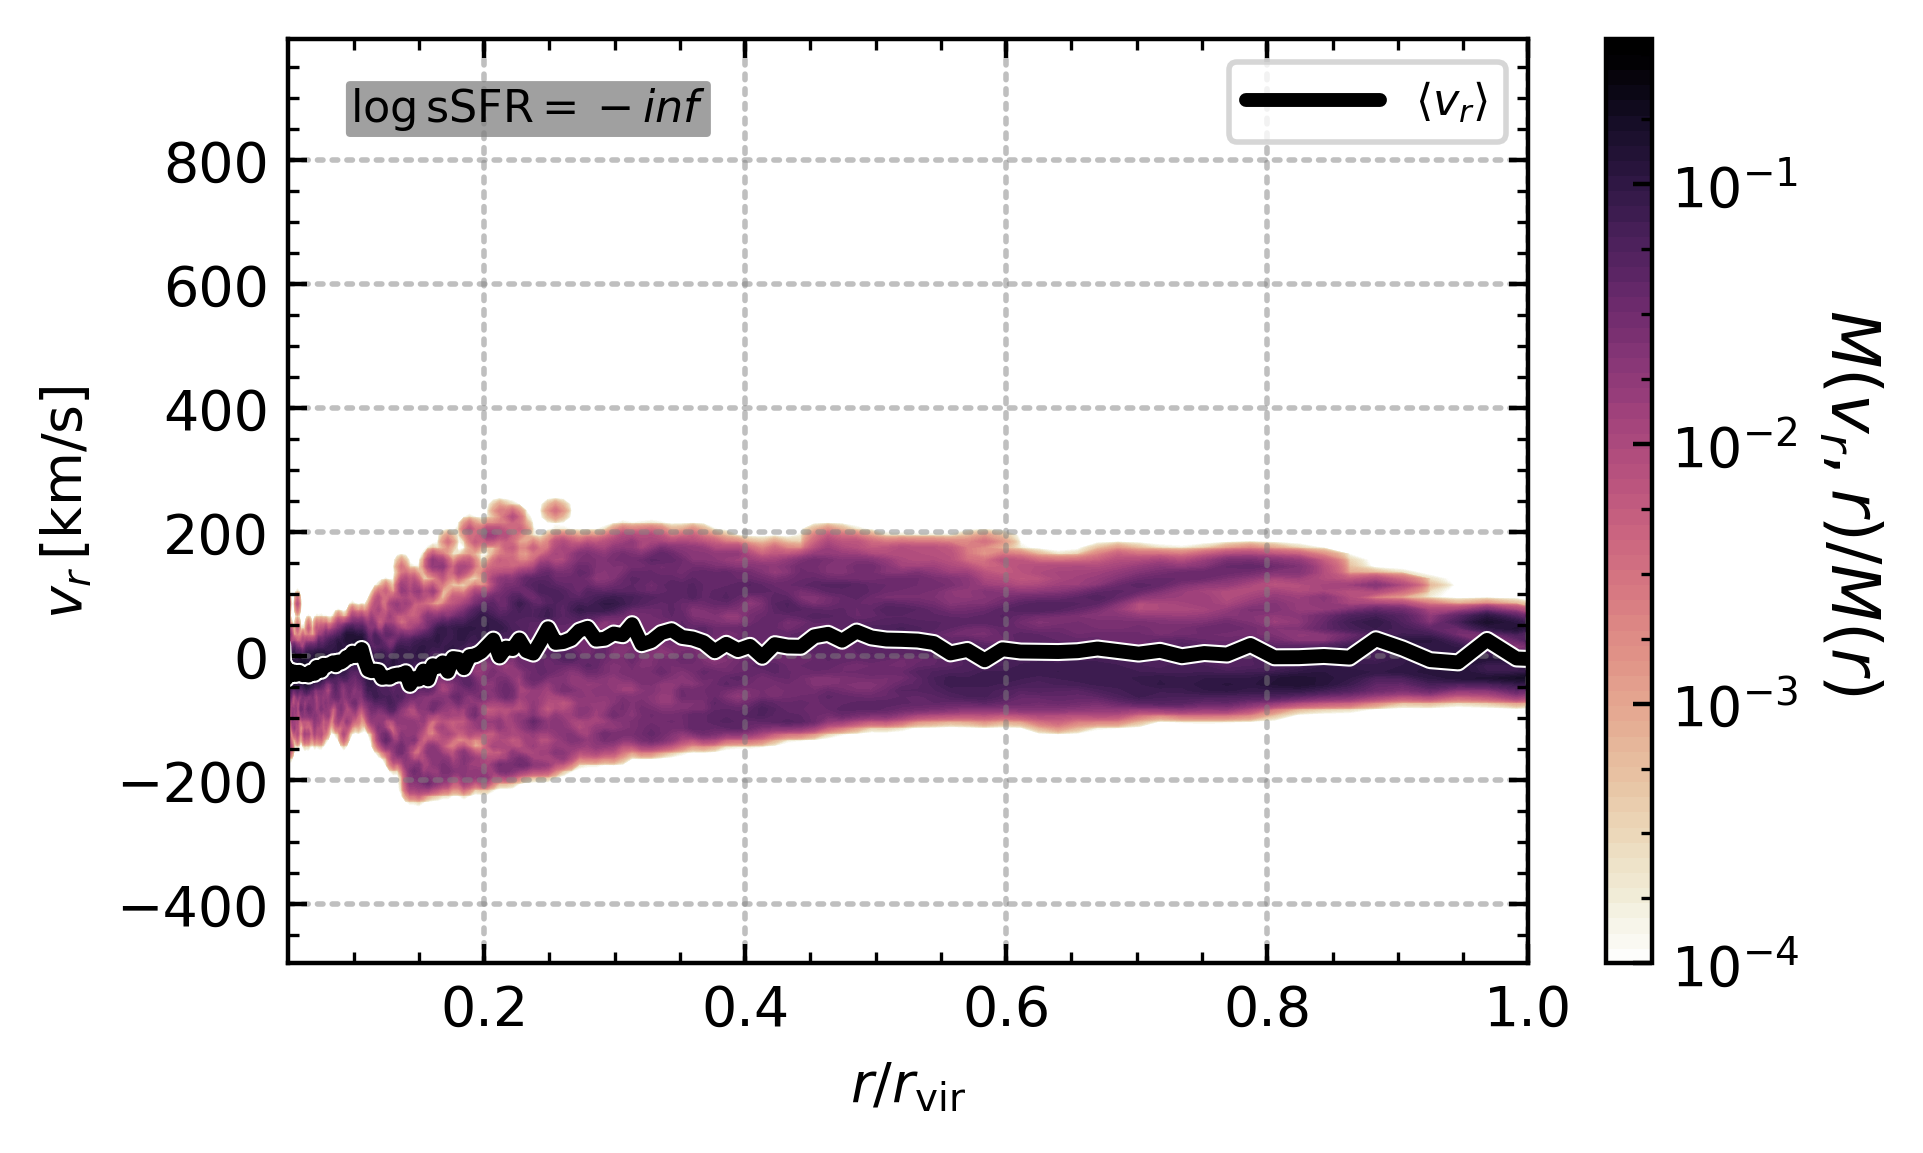 log sSFR = −inf
⟨v_r⟩
800
600
400
200
0
−200
−400
v_r [km/s]
0.2 0.4 0.6 0.8 1.0
r/r_vir
10^−1
10^−2
10^−3
10^−4
M(v_r, r)/M(r)